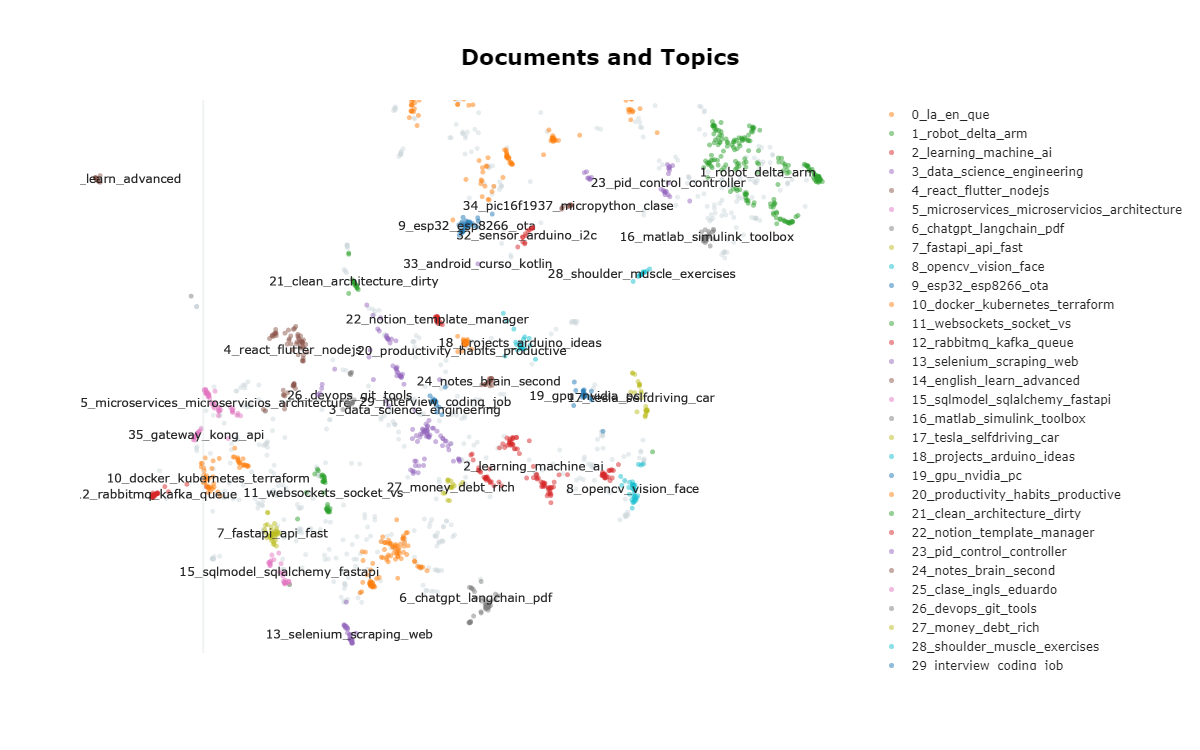 Documents and Topics
_learn_advanced
1_robot_delta_arm
23_pid_control_controller
34_pic16f1937_micropython_clase
9_esp32_esp8266_ota
32_sensor_arduino_i2c
16_matlab_simulink_toolbox
33_android_curso_kotlin
28_shoulder_muscle_exercises
21_clean_architecture_dirty
22_notion_template_manager
18_projects_arduino_ideas
4_react_flutter_nodejs
20_productivity_habits_productive
24_notes_brain_second
26_devops_git_tools
19_gpu_nvidia_pc
17_tesla_selfdriving_car
5_microservices_microservicios_architecture
29_interview_coding_job
3_data_science_engineering
35_gateway_kong_api
2_learning_machine_ai
10_docker_kubernetes_terraform
27_money_debt_rich
8_opencv_vision_face
2_rabbitmq_kafka_queue
11_websockets_socket_vs
7_fastapi_api_fast
15_sqlmodel_sqlalchemy_fastapi
6_chatgpt_langchain_pdf
13_selenium_scraping_web
0_la_en_que
1_robot_delta_arm
2_learning_machine_ai
3_data_science_engineering
4_react_flutter_nodejs
5_microservices_microservicios_architecture
6_chatgpt_langchain_pdf
7_fastapi_api_fast
8_opencv_vision_face
9_esp32_esp8266_ota
10_docker_kubernetes_terraform
11_websockets_socket_vs
12_rabbitmq_kafka_queue
13_selenium_scraping_web
14_english_learn_advanced
15_sqlmodel_sqlalchemy_fastapi
16_matlab_simulink_toolbox
17_tesla_selfdriving_car
18_projects_arduino_ideas
19_gpu_nvidia_pc
20_productivity_habits_productive
21_clean_architecture_dirty
22_notion_template_manager
23_pid_control_controller
24_notes_brain_second
25_clase_ingls_eduardo
26_devops_git_tools
27_money_debt_rich
28_shoulder_muscle_exercises
29_interview_coding_job